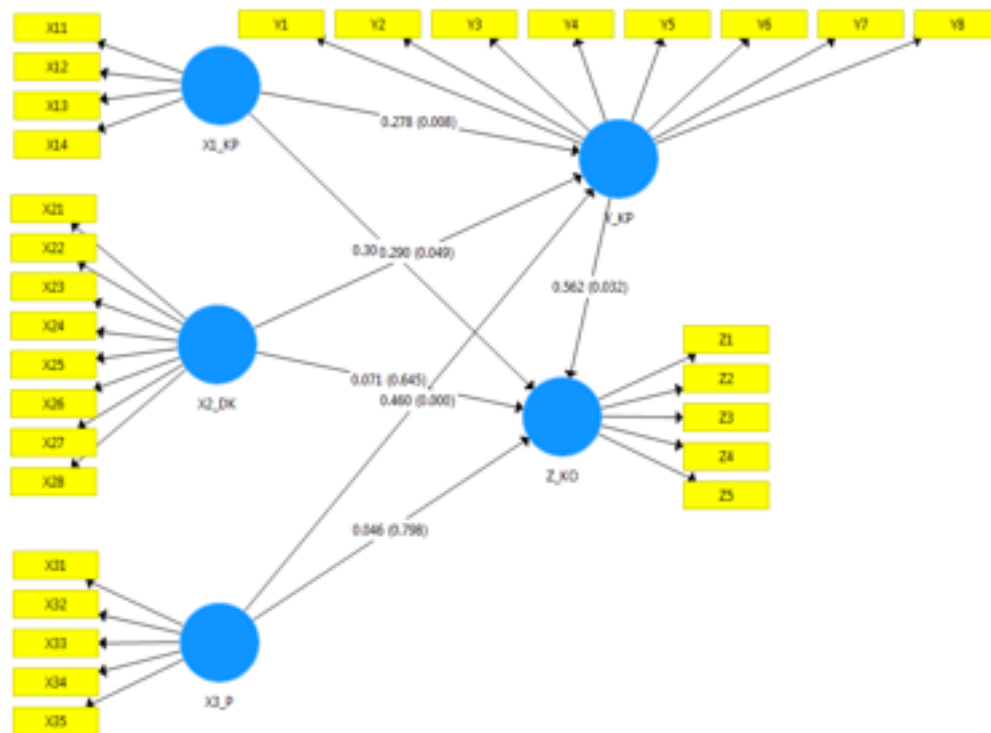 X11
X12
X13
X14
X1_KP
Y1
Y2
Y3
Y4
Y5
Y6
Y7
Y8
0.278 (0.008)
Y_KP
X21
X22
X23
X24
X25
X26
X27
X28
X2_DK
0.30
0.290 (0.049)
0.562 (0.032)
0.071 (0.645)
0.460 (0.000)
Z_KO
Z1
Z2
Z3
Z4
Z5
0.046 (0.798)
X31
X32
X33
X34
X35
X3_P